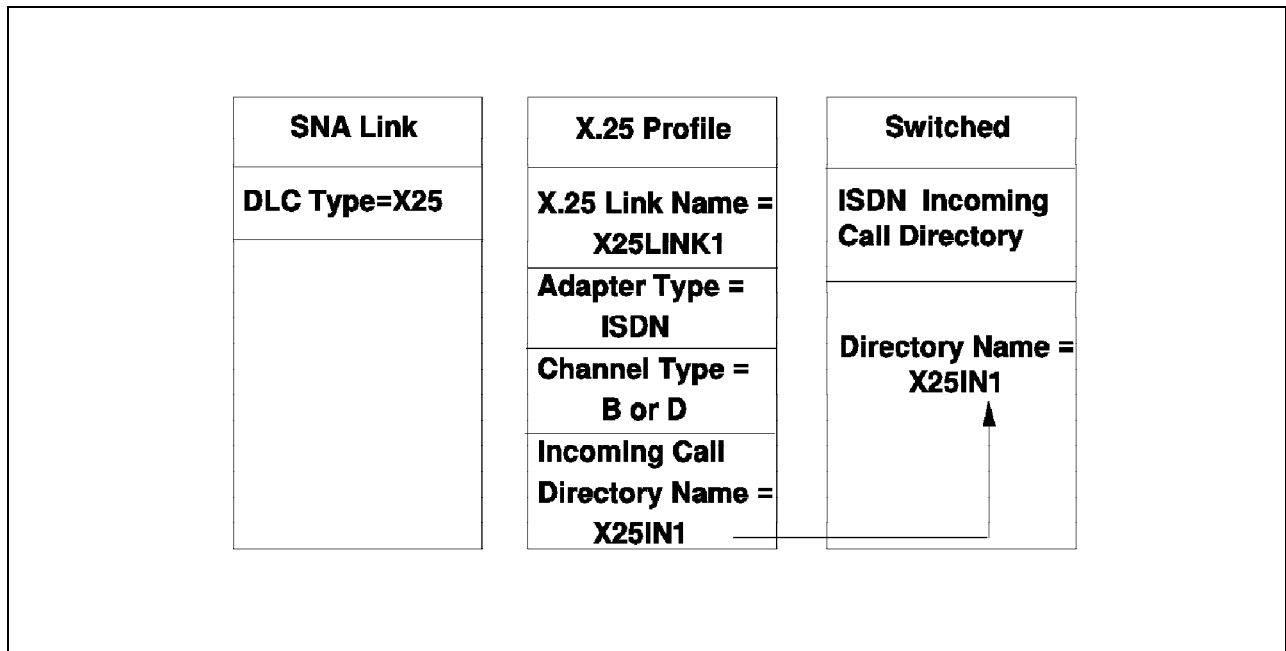 SNA Link
DLC Type=X25
X.25 Profile
X.25 Link Name =
X25LINK1
Adapter Type =
ISDN
Channel Type =
B or D
Incoming Call
Directory Name =
X25IN1
Switched
ISDN Incoming
Call Directory
Directory Name =
X25IN1